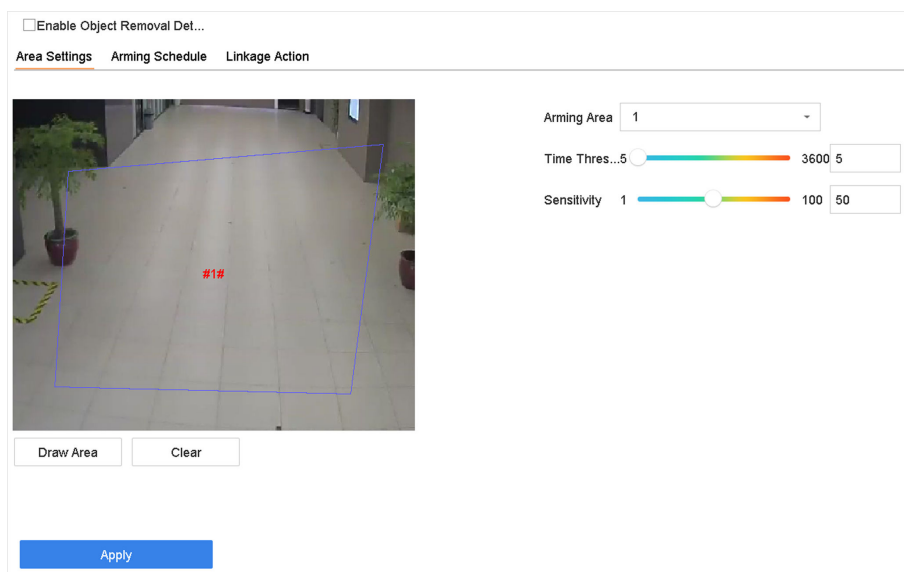 Enable Object Removal Det...
Area Settings Arming Schedule Linkage Action
Arming Area 1
Time Thres...5 3600 5
Sensitivity 1 100 50
#1#
Draw Area Clear
Apply